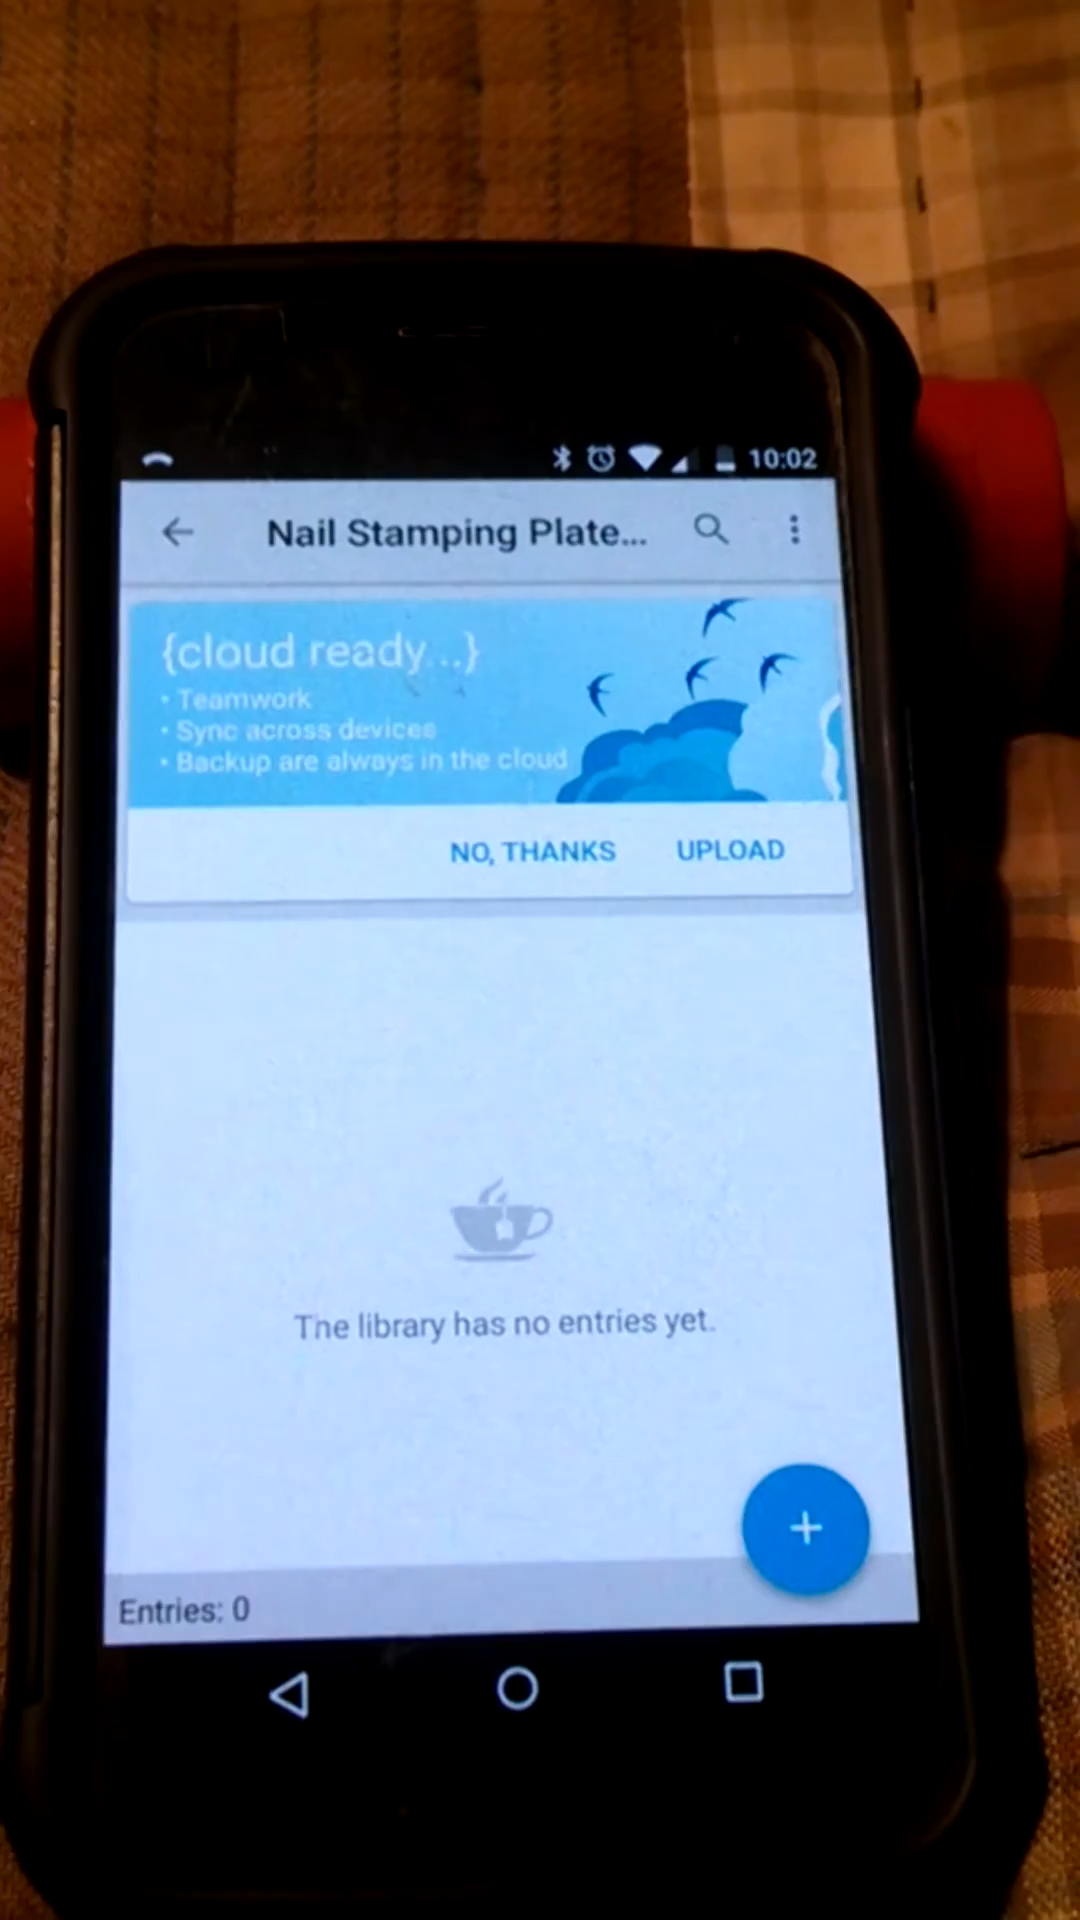 10:02
Nail Stamping Plate...
{cloud ready...}
• Teamwork
• Sync across devices
• Backup are always in the cloud
NO, THANKS UPLOAD
The library has no entries yet.
+
Entries: 0